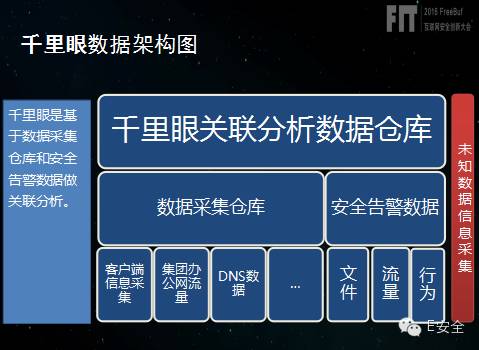 千里眼数据架构图
FIT
2016 FreeBuf
互联网安全创新大会
千里眼是基
于数据采集
仓库和安全
告警数据做
关联分析。
千里眼关联分析数据仓库
数据采集仓库
安全告警数据
客户端
信息采
集
集团办
公网流
量
DNS数
据
...
文
件
流
量
行
为
未
知
数
据
信
息
采
集
E安全